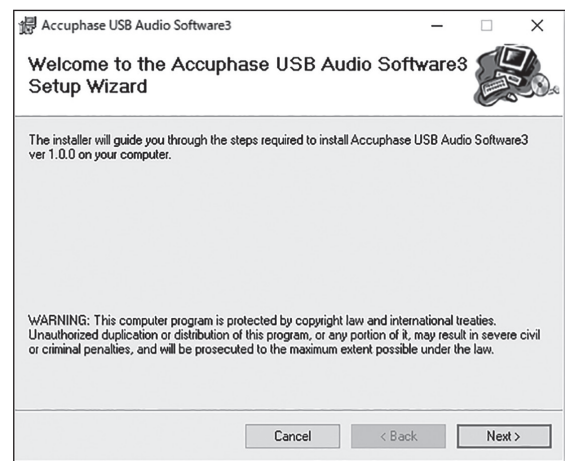 Accuphase USB Audio Software3
Welcome to the Accuphase USB Audio Software3
Setup Wizard
The installer will guide you through the steps required to install Accuphase USB Audio Software3
ver 1.0.0 on your computer.
WARNING: This computer program is protected by copyright law and international treaties.
Unauthorized duplication or distribution of this program, or any portion of it, may result in severe civil
or criminal penalties, and will be prosecuted to the maximum extent possible under the law.
Cancel
< Back
Next >